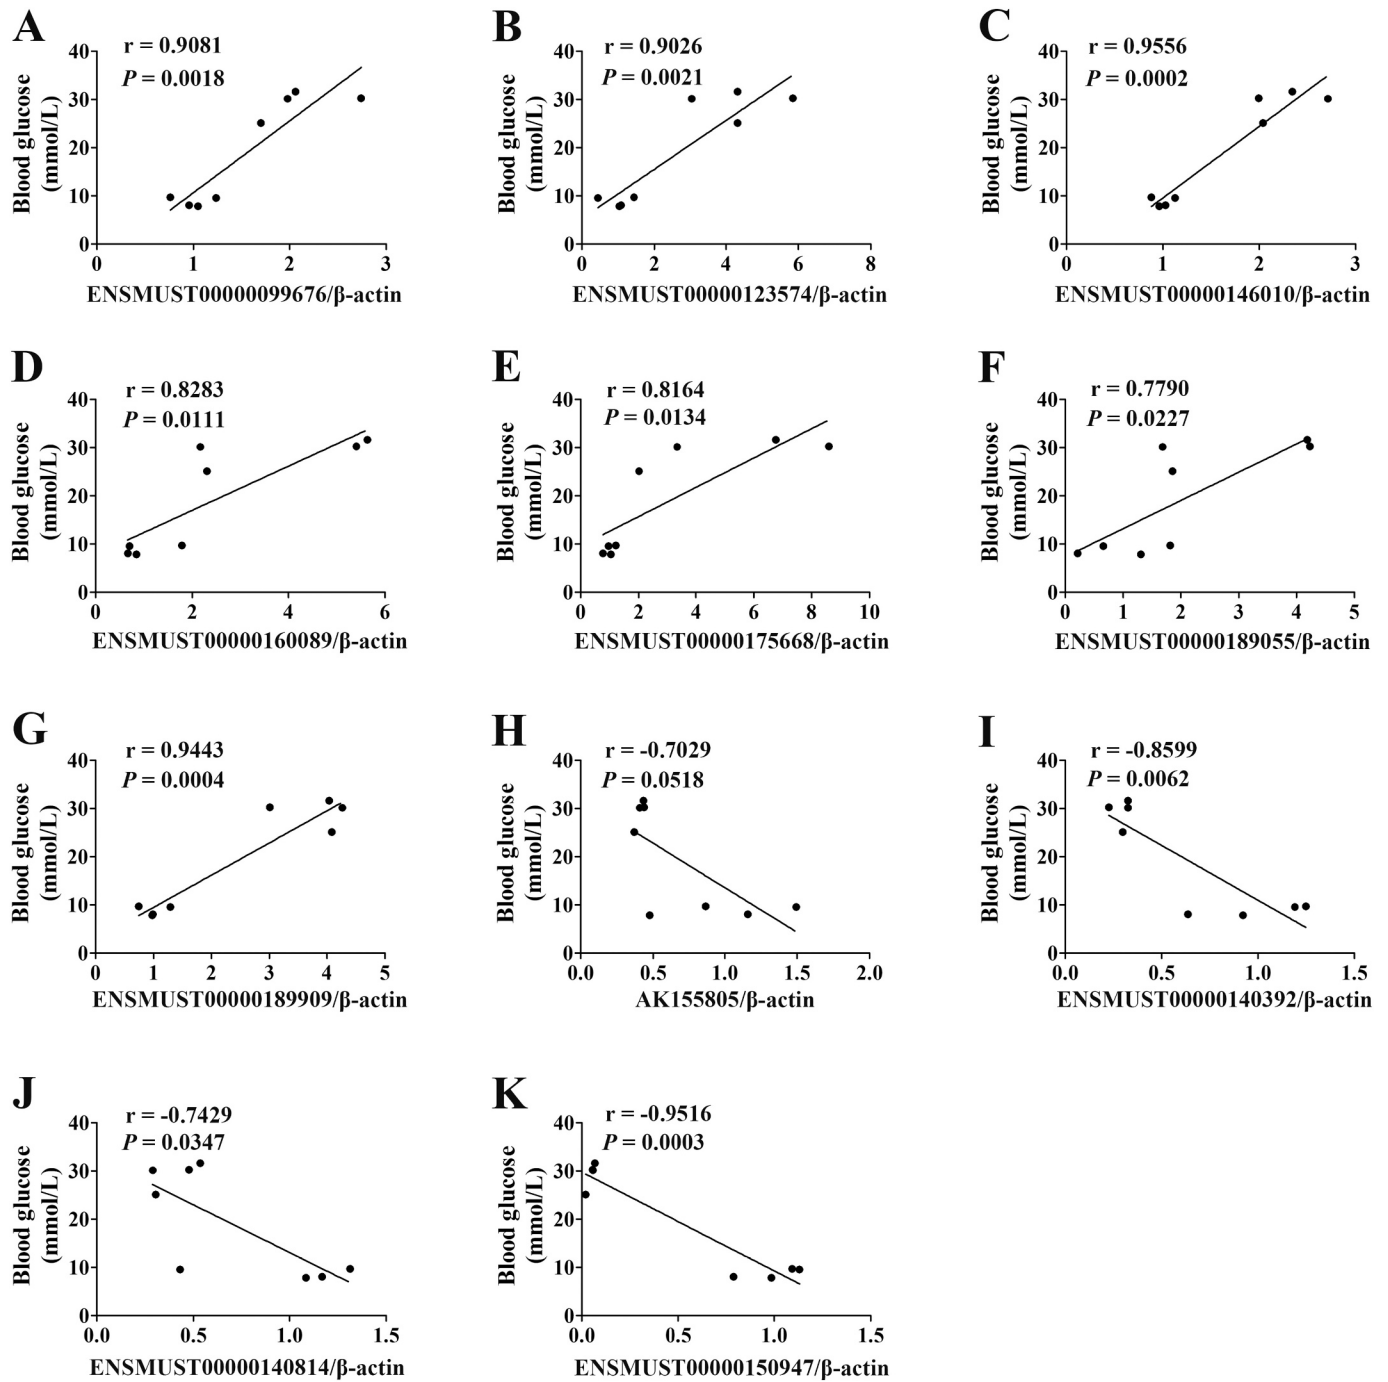 A
r = 0.9081
P = 0.0018
Blood glucose
(mmol/L)
40
30
20
10
0
0 1 2 3
ENSMUST00000099676/β-actin
B
r = 0.9026
P = 0.0021
Blood glucose
(mmol/L)
40
30
20
10
0
0 2 4 6 8
ENSMUST00000123574/β-actin
C
r = 0.9556
P = 0.0002
Blood glucose
(mmol/L)
40
30
20
10
0
0 1 2 3
ENSMUST00000146010/β-actin
D
r = 0.8283
P = 0.0111
Blood glucose
(mmol/L)
40
30
20
10
0
0 2 4 6
ENSMUST00000160089/β-actin
E
r = 0.8164
P = 0.0134
Blood glucose
(mmol/L)
40
30
20
10
0
0 2 4 6 8 10
ENSMUST00000175668/β-actin
F
r = 0.7790
P = 0.0227
Blood glucose
(mmol/L)
40
30
20
10
0
0 1 2 3 4 5
ENSMUST00000189055/β-actin
G
r = 0.9443
P = 0.0004
Blood glucose
(mmol/L)
40
30
20
10
0
0 1 2 3 4 5
ENSMUST00000189909/β-actin
H
r = -0.7029
P = 0.0518
Blood glucose
(mmol/L)
40
30
20
10
0
0.0 0.5 1.0 1.5 2.0
AK155805/β-actin
I
r = -0.8599
P = 0.0062
Blood glucose
(mmol/L)
40
30
20
10
0
0.0 0.5 1.0 1.5
ENSMUST00000140392/β-actin
J
r = -0.7429
P = 0.0347
Blood glucose
(mmol/L)
40
30
20
10
0
0.0 0.5 1.0 1.5
ENSMUST00000140814/β-actin
K
r = -0.9516
P = 0.0003
Blood glucose
(mmol/L)
40
30
20
10
0
0.0 0.5 1.0 1.5
ENSMUST00000150947/β-actin